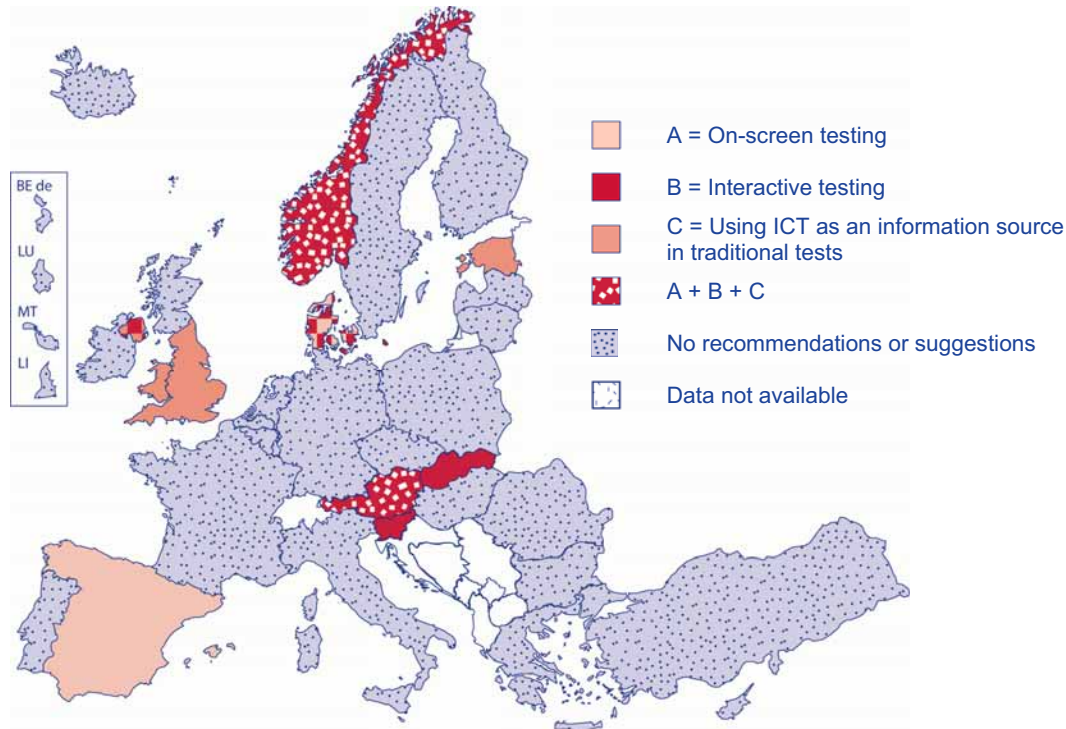 BE de
LU
MT
LI
A = On-screen testing
B = Interactive testing
C = Using ICT as an information source
in traditional tests
A + B + C
No recommendations or suggestions
Data not available